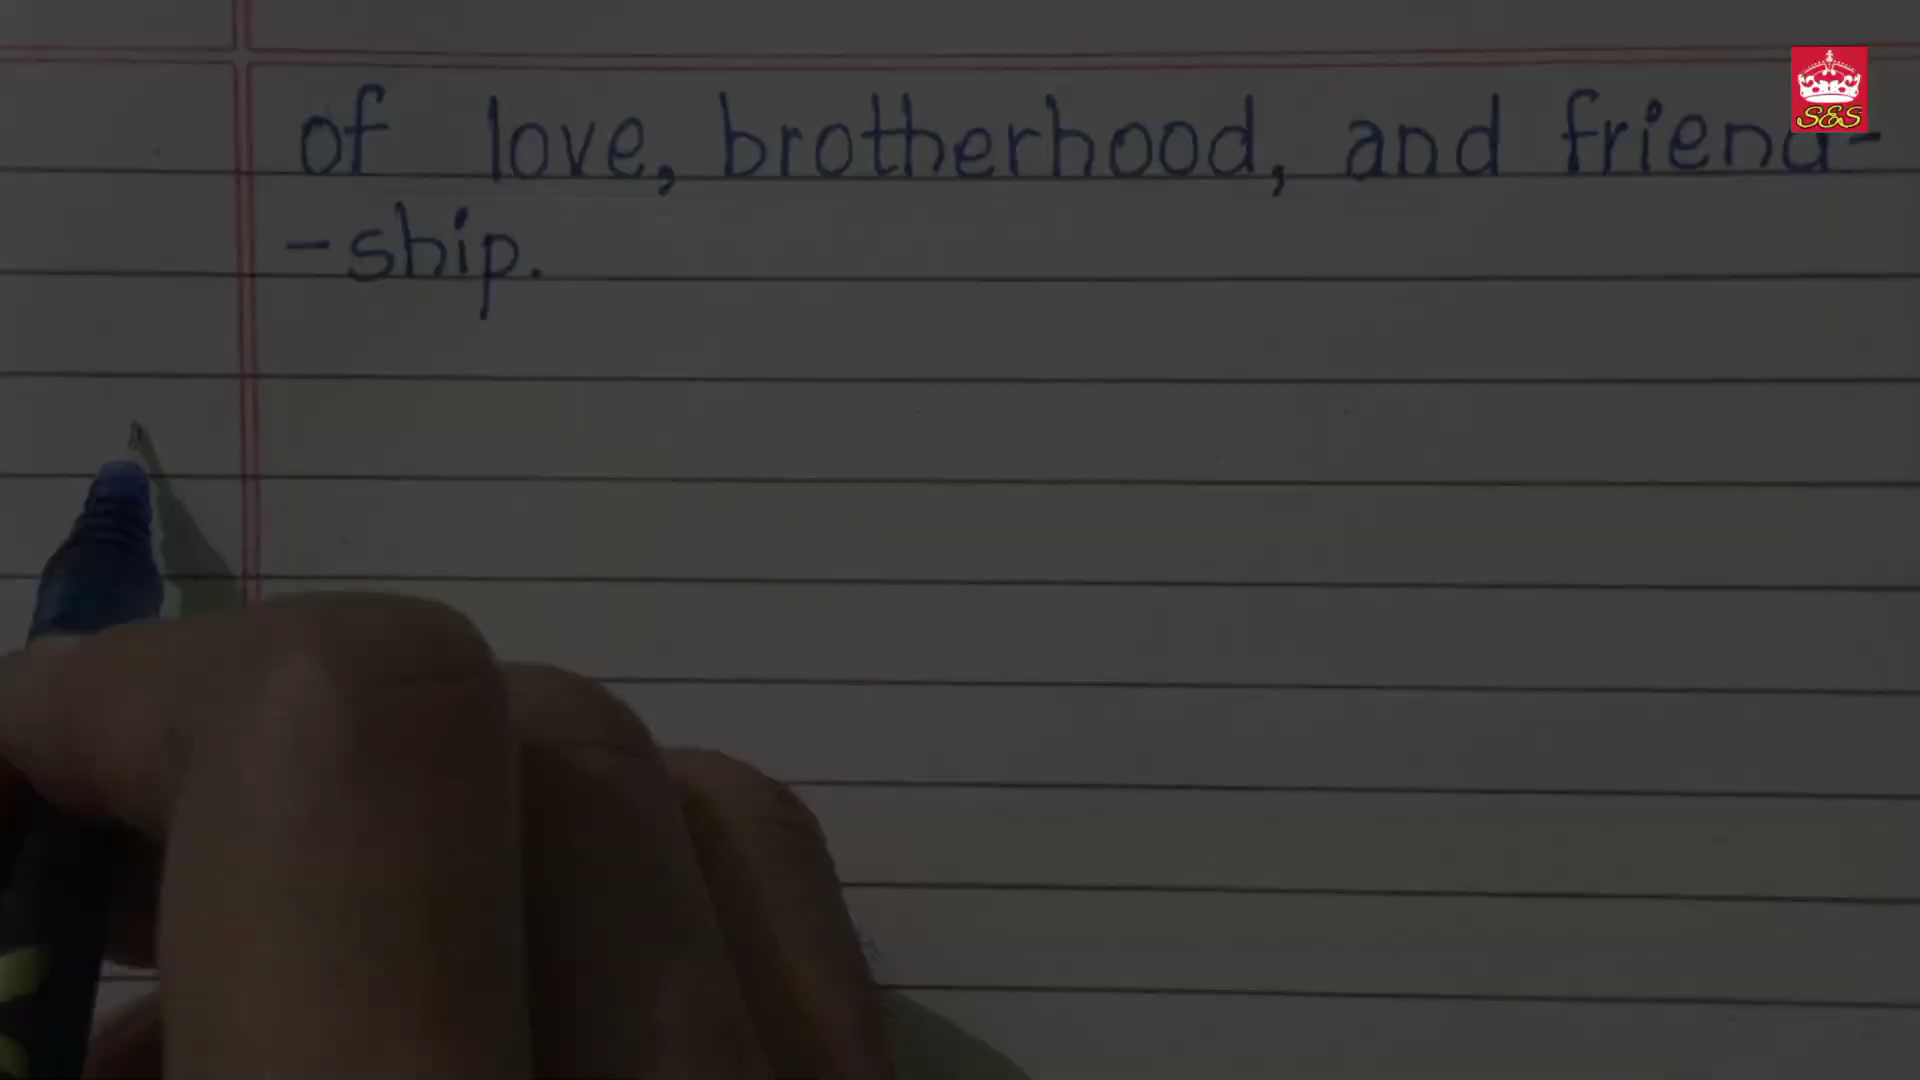 of love, brotherhood, and friend-
-ship.
S&S